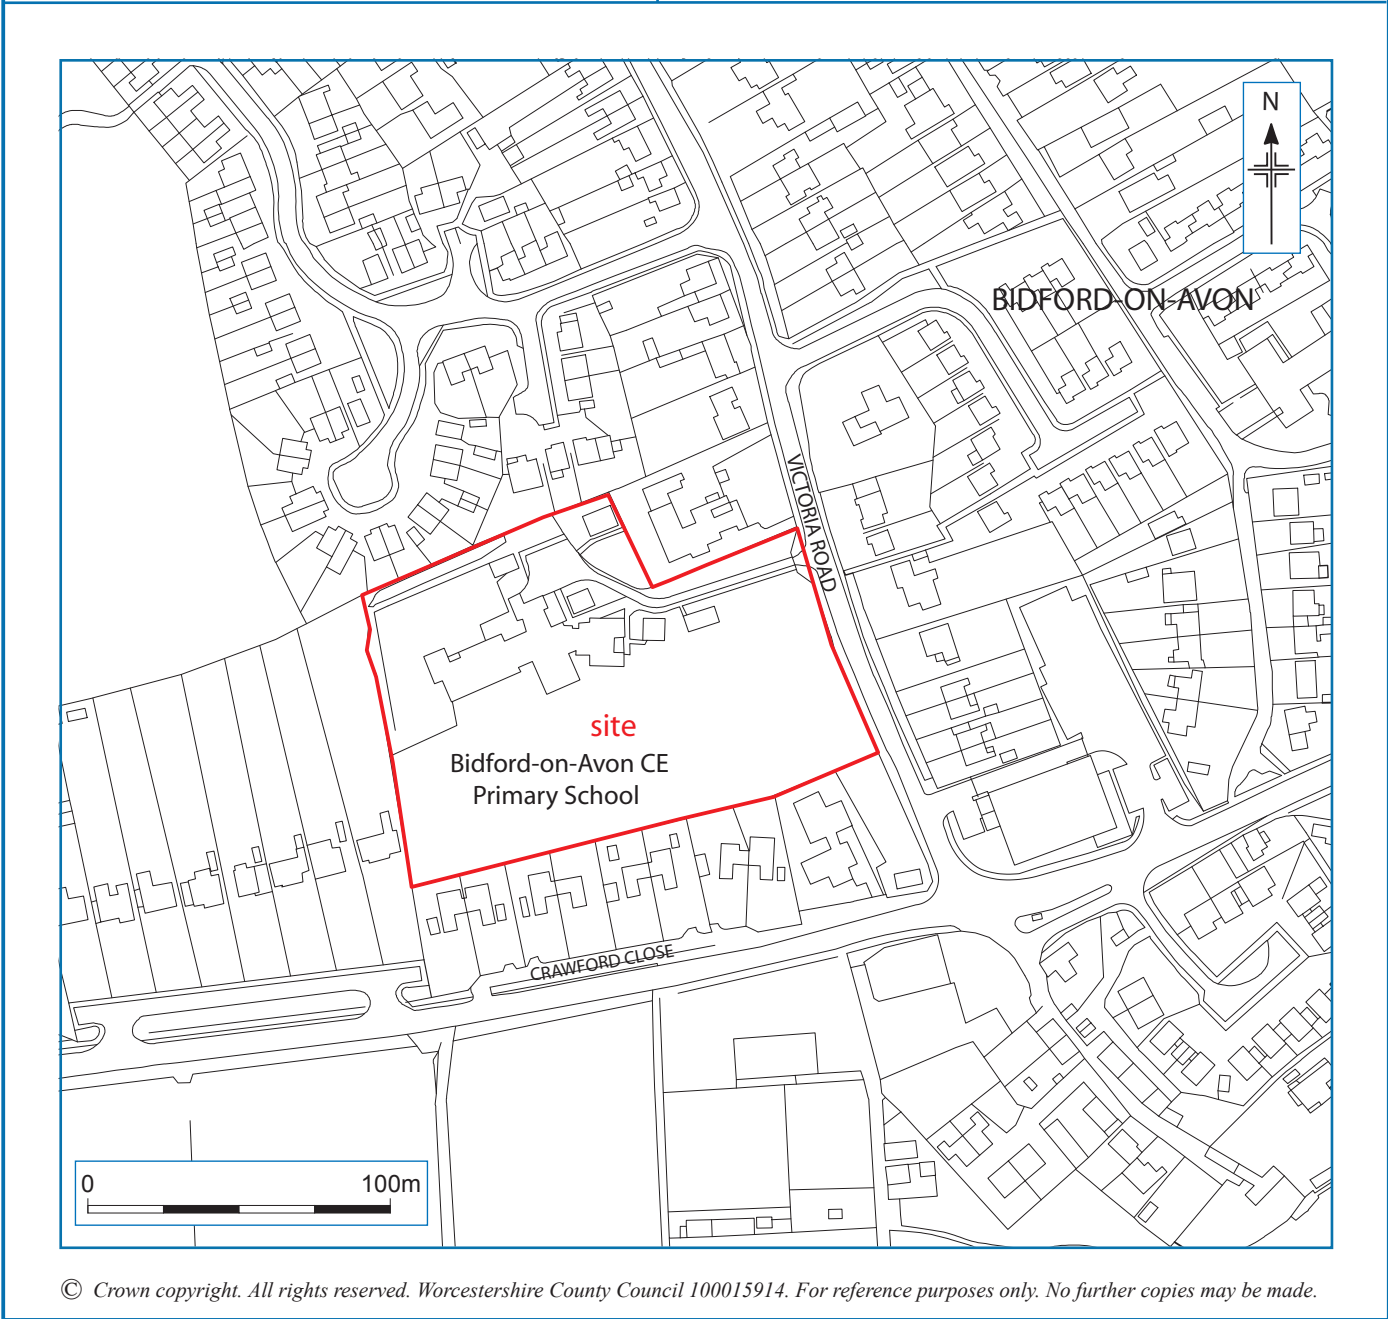 N
BIDFORD-ON-AVON
VICTORIA ROAD
site
Bidford-on-Avon CE
Primary School
CRAWFORD CLOSE
0 100m
© Crown copyright. All rights reserved. Worcestershire County Council 100015914. For reference purposes only. No further copies may be made.